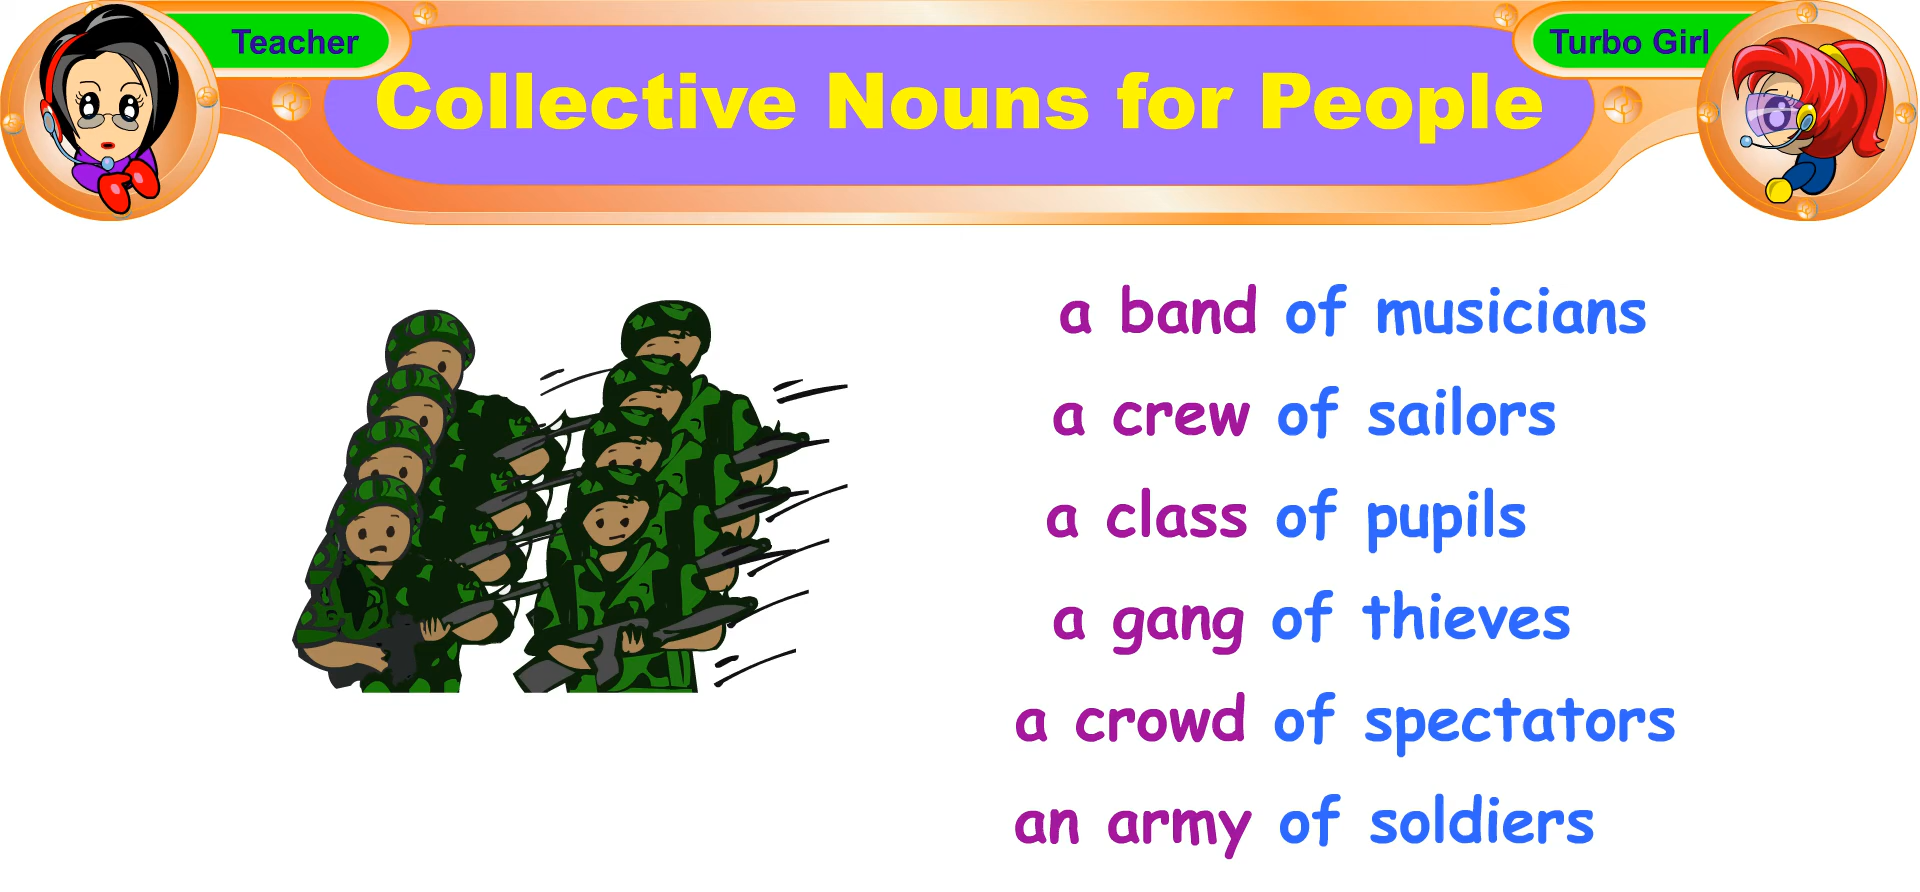 Teacher
Turbo Girl
Collective Nouns for People
a band of musicians
a crew of sailors
a class of pupils
a gang of thieves
a crowd of spectators
an army of soldiers